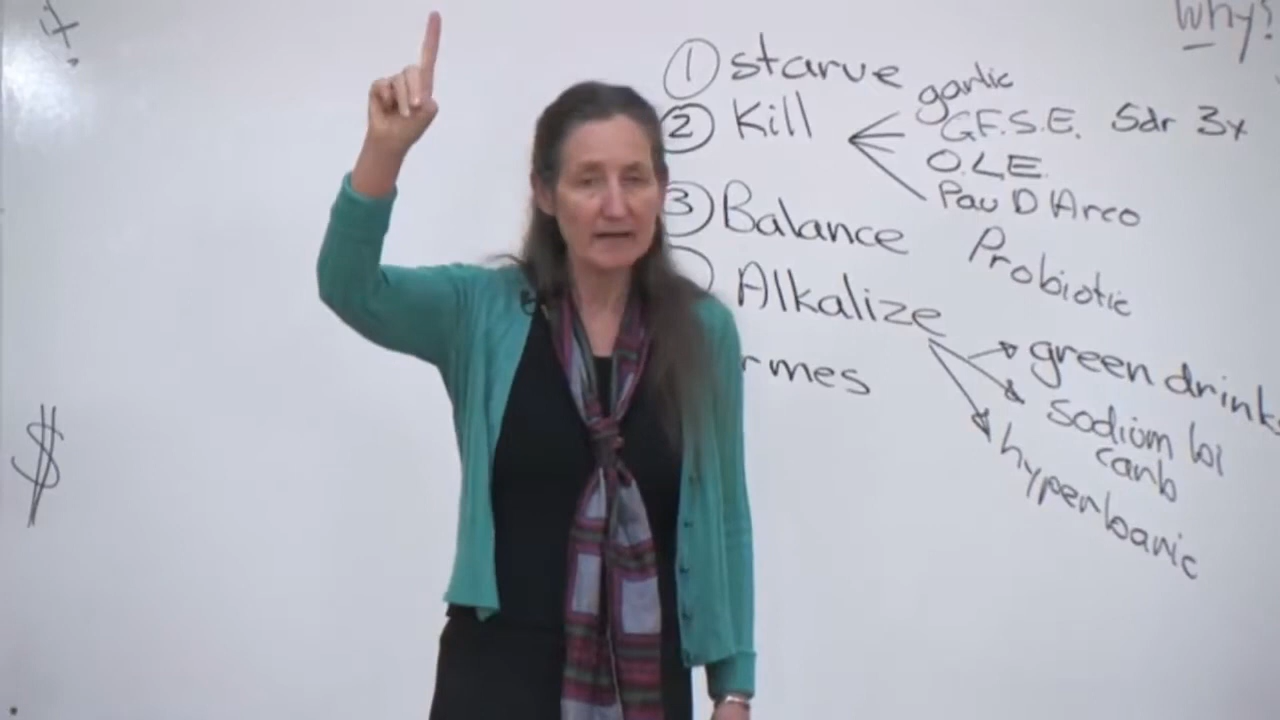 Why?
① starve
garlic
② Kill
G.F.S.E. 5dr 3x
O.L.E.
Pau D'Arco
③ Balance Probiotic
Alkalize
green drinks
sodium bi
carb
hyperbaric
rmes
$